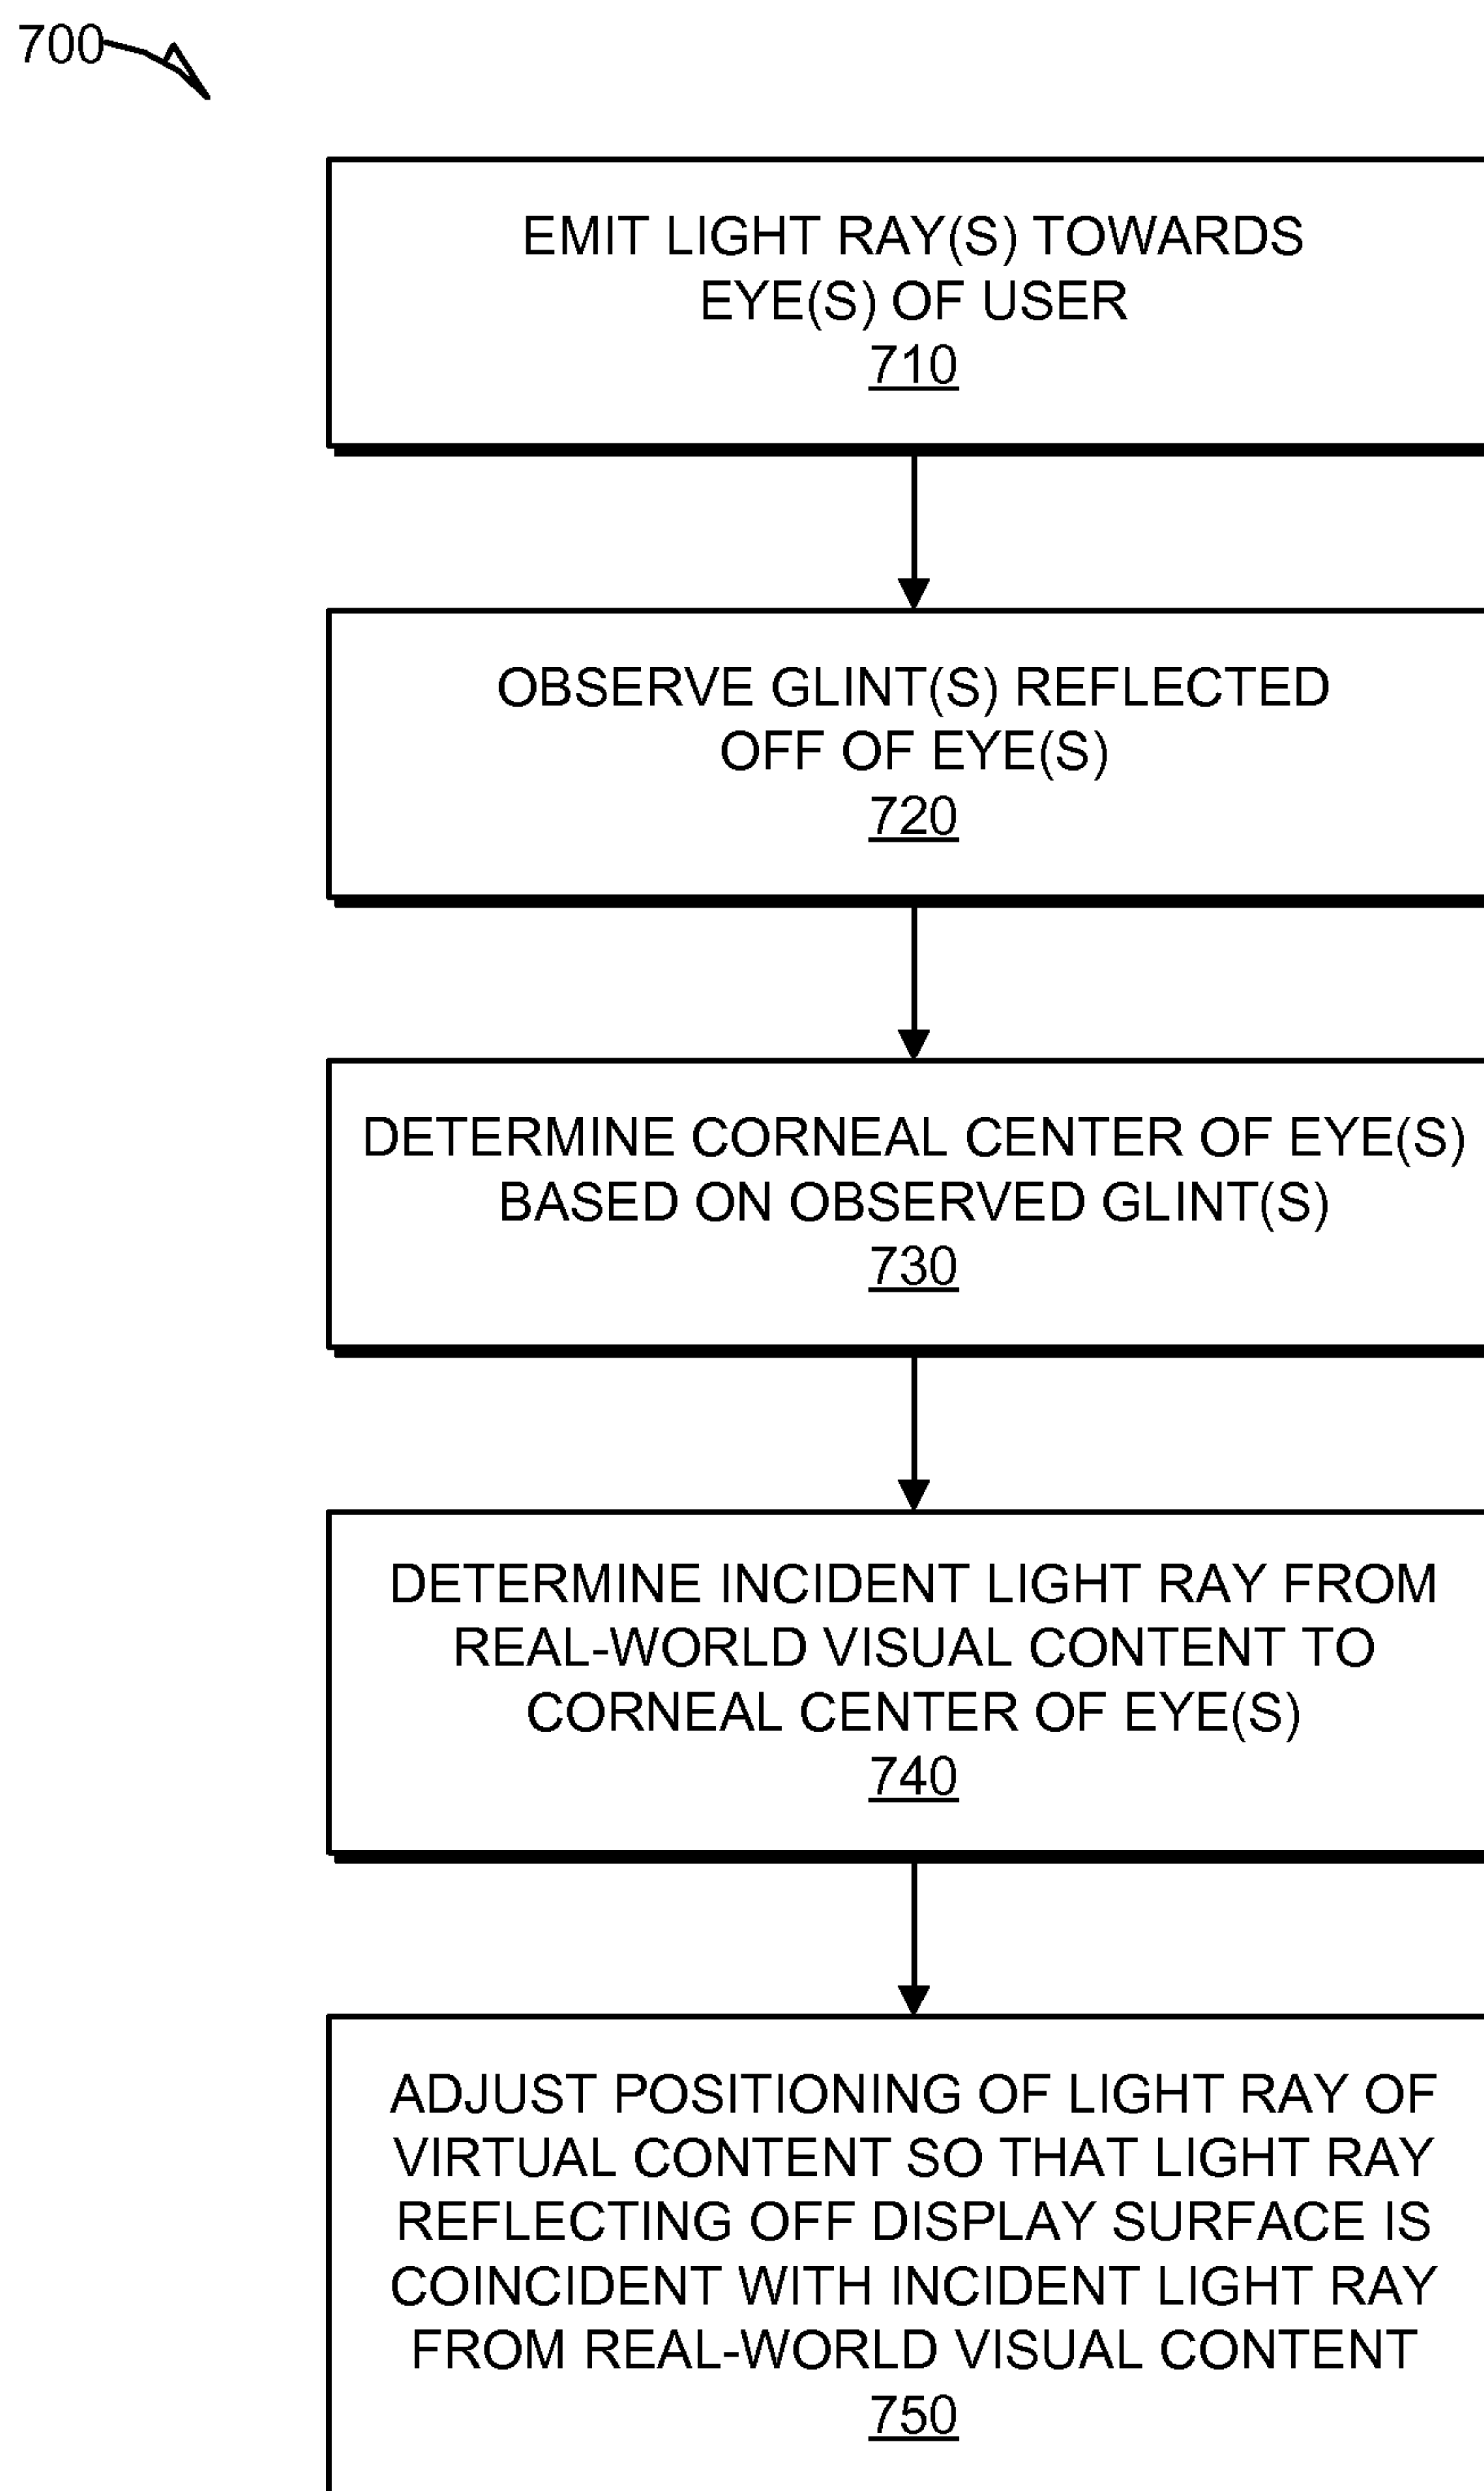 700
EMIT LIGHT RAY(S) TOWARDS
EYE(S) OF USER
710
OBSERVE GLINT(S) REFLECTED
OFF OF EYE(S)
720
DETERMINE CORNEAL CENTER OF EYE(S)
BASED ON OBSERVED GLINT(S)
730
DETERMINE INCIDENT LIGHT RAY FROM
REAL-WORLD VISUAL CONTENT TO
CORNEAL CENTER OF EYE(S)
740
ADJUST POSITIONING OF LIGHT RAY OF
VIRTUAL CONTENT SO THAT LIGHT RAY
REFLECTING OFF DISPLAY SURFACE IS
COINCIDENT WITH INCIDENT LIGHT RAY
FROM REAL-WORLD VISUAL CONTENT
750